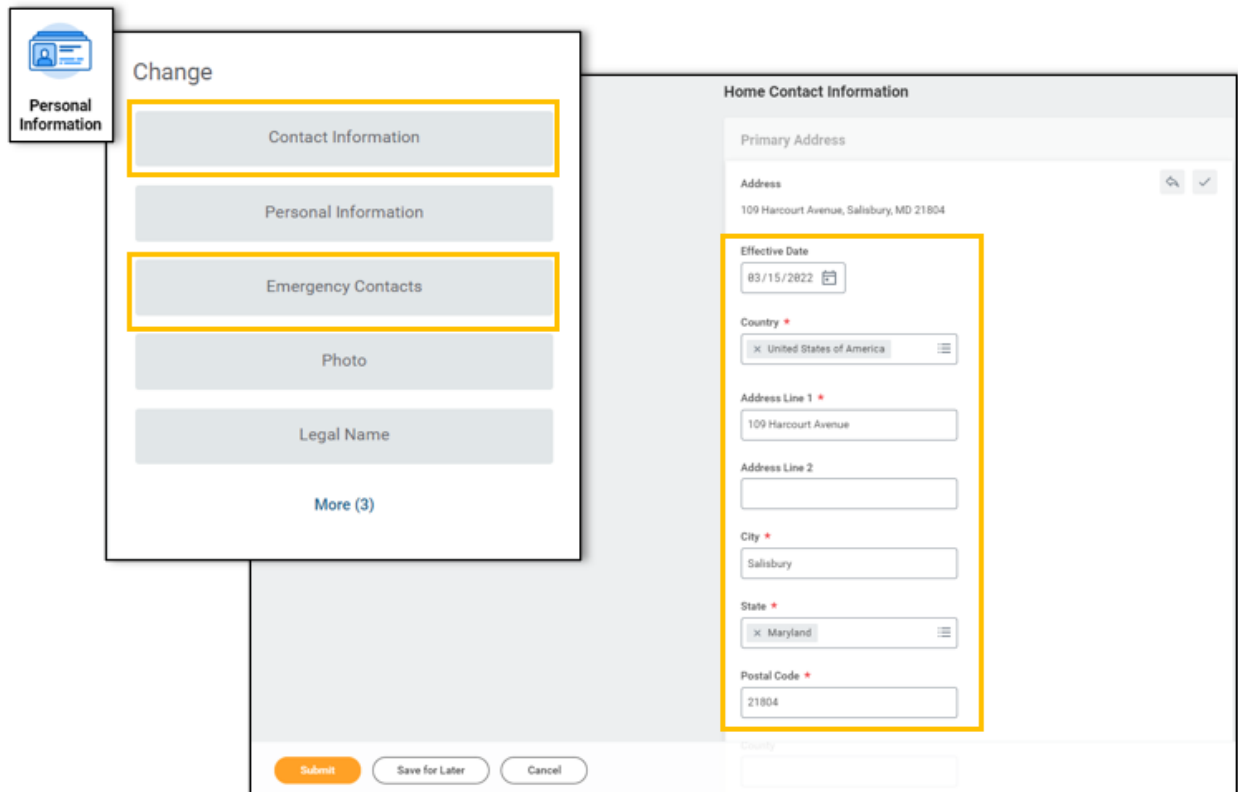 Personal
Information
Change
Contact Information
Personal Information
Emergency Contacts
Photo
Legal Name
More (3)
Home Contact Information
Primary Address
Address
109 Harcourt Avenue, Salisbury, MD 21804
Effective Date
03/15/2022
Country *
× United States of America
Address Line 1 *
109 Harcourt Avenue
Address Line 2
City *
Salisbury
State *
× Maryland
Postal Code *
21804
County
Submit
Save for Later
Cancel